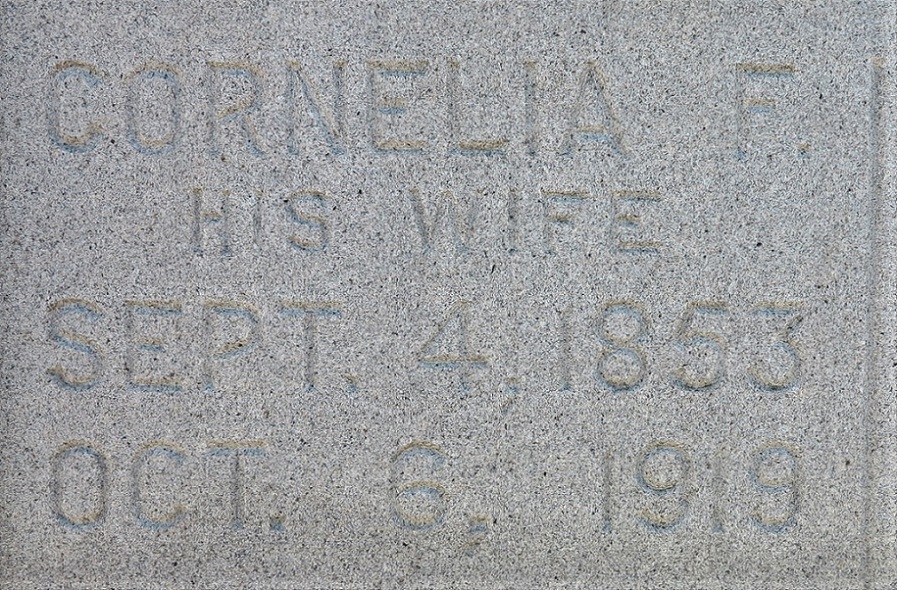 CORNELIA F.
HIS WIFE
SEPT. 4. 1853
OCT. 6, 1919